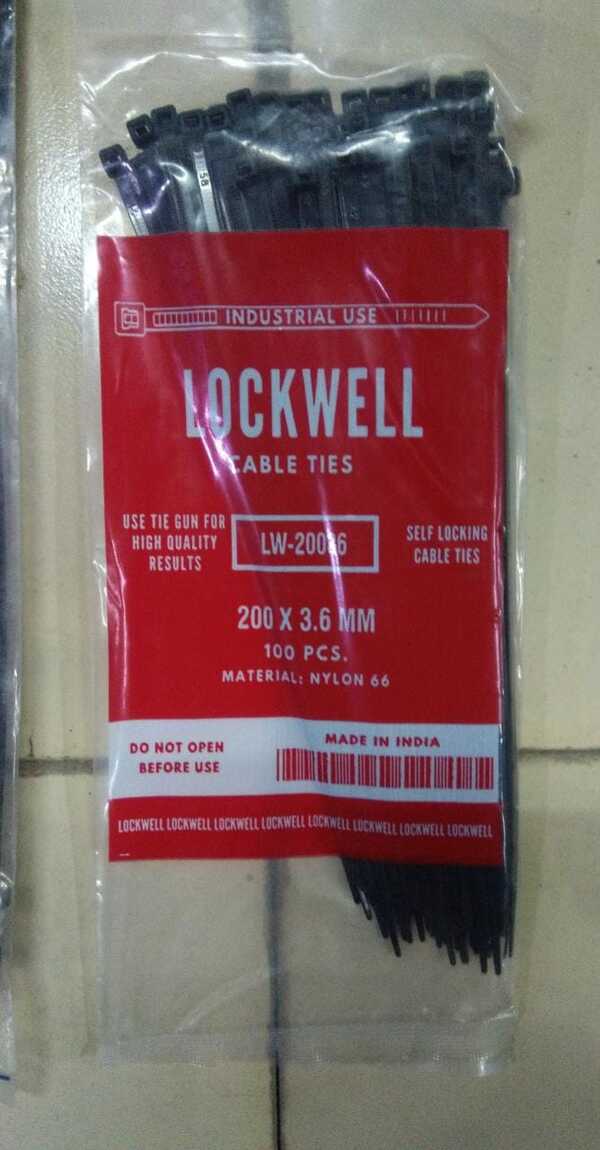 INDUSTRIAL USE
LOCKWELL
CABLE TIES
USE TIE GUN FOR
HIGH QUALITY
RESULTS
SELF LOCKING
CABLE TIES
200 X 3.6 MM
100 PCS.
MATERIAL: NYLON 66
DO NOT OPEN
BEFORE USE
MADE IN INDIA
LOCKWELL LOCKWELL LOCKWELL LOCKWELL LOCKWELL LOCKWELL LOCKWELL LOCKWELL